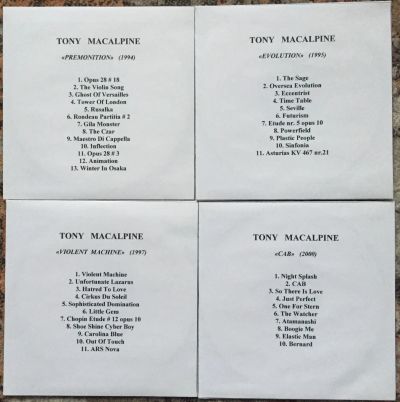 TONY MACALPINE
«PREMONITION» (1994)
1. Opus 28 # 18
2. The Violin Song
3. Ghost Of Versailles
4. Tower Of London
5. Rusalka
6. Rondeau Partitia # 2
7. Gila Monster
8. The Czar
9. Maestro Di Cappella
10. Inflection
11. Opus 28 # 3
12. Animation
13. Winter In Osaka
TONY MACALPINE
«EVOLUTION» (1995)
1. The Sage
2. Oversea Evolution
3. Eccentrist
4. Time Table
5. Seville
6. Futurism
7. Etude nr. 5 opus 10
8. Powerfield
9. Plastic People
10. Sinfonia
11. Asturias KV 467 nr.21
TONY MACALPINE
«VIOLENT MACHINE» (1997)
1. Violent Machine
2. Unfortunate Lazarus
3. Hatred To Love
4. Cirkus Du Soleil
5. Sophisticated Domination
6. Little Gem
7. Chopin Etude # 12 opus 10
8. Shoe Shine Cyber Boy
9. Carolina Blue
10. Out Of Touch
11. ARS Nova
TONY MACALPINE
«CAB» (2000)
1. Night Splash
2. CAB
3. So There Is Love
4. Just Perfect
5. One For Stern
6. The Watcher
7. Atamanashi
8. Boogie Me
9. Elastic Man
10. Bernard